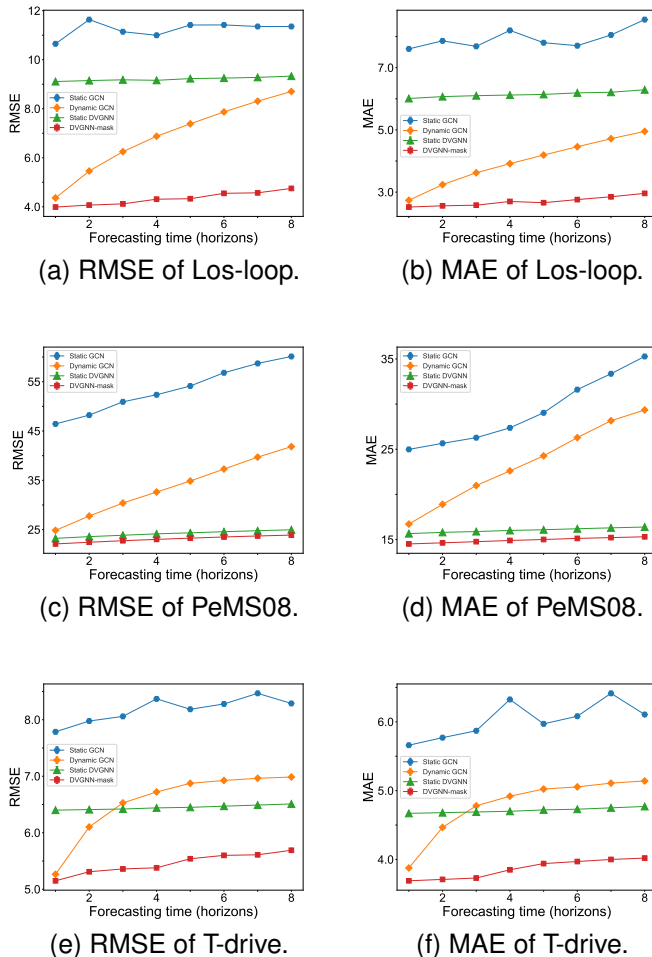 12
10
8.0
6.0
4.0
RMSE
Static GCN
Dynamic GCN
Static DVGNN
DVGNN-mask
2 4 6 8
Forecasting time (horizons)
(a) RMSE of Los-loop.
7.0
5.0
3.0
MAE
Static GCN
Dynamic GCN
Static DVGNN
DVGNN-mask
2 4 6 8
Forecasting time (horizons)
(b) MAE of Los-loop.
55
45
35
25
RMSE
Static GCN
Dynamic GCN
Static DVGNN
DVGNN-mask
2 4 6 8
Forecasting time (horizons)
(c) RMSE of PeMS08.
35
25
15
MAE
Static GCN
Dynamic GCN
Static DVGNN
DVGNN-mask
2 4 6 8
Forecasting time (horizons)
(d) MAE of PeMS08.
8.0
7.0
6.0
5.0
RMSE
Static GCN
Dynamic GCN
Static DVGNN
DVGNN-mask
2 4 6 8
Forecasting time (horizons)
(e) RMSE of T-drive.
6.0
5.0
4.0
MAE
Static GCN
Dynamic GCN
Static DVGNN
DVGNN-mask
2 4 6 8
Forecasting time (horizons)
(f) MAE of T-drive.